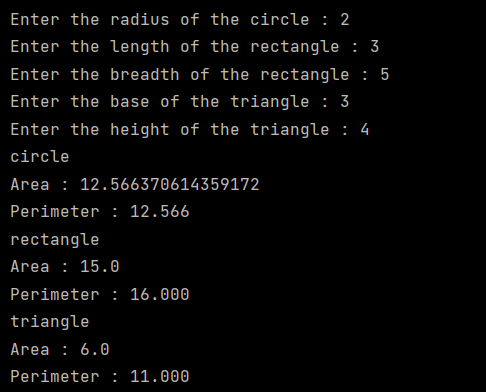 Enter the radius of the circle : 2
Enter the length of the rectangle : 3
Enter the breadth of the rectangle : 5
Enter the base of the triangle : 3
Enter the height of the triangle : 4
circle
Area : 12.566370614359172
Perimeter : 12.566
rectangle
Area : 15.0
Perimeter : 16.000
triangle
Area : 6.0
Perimeter : 11.000